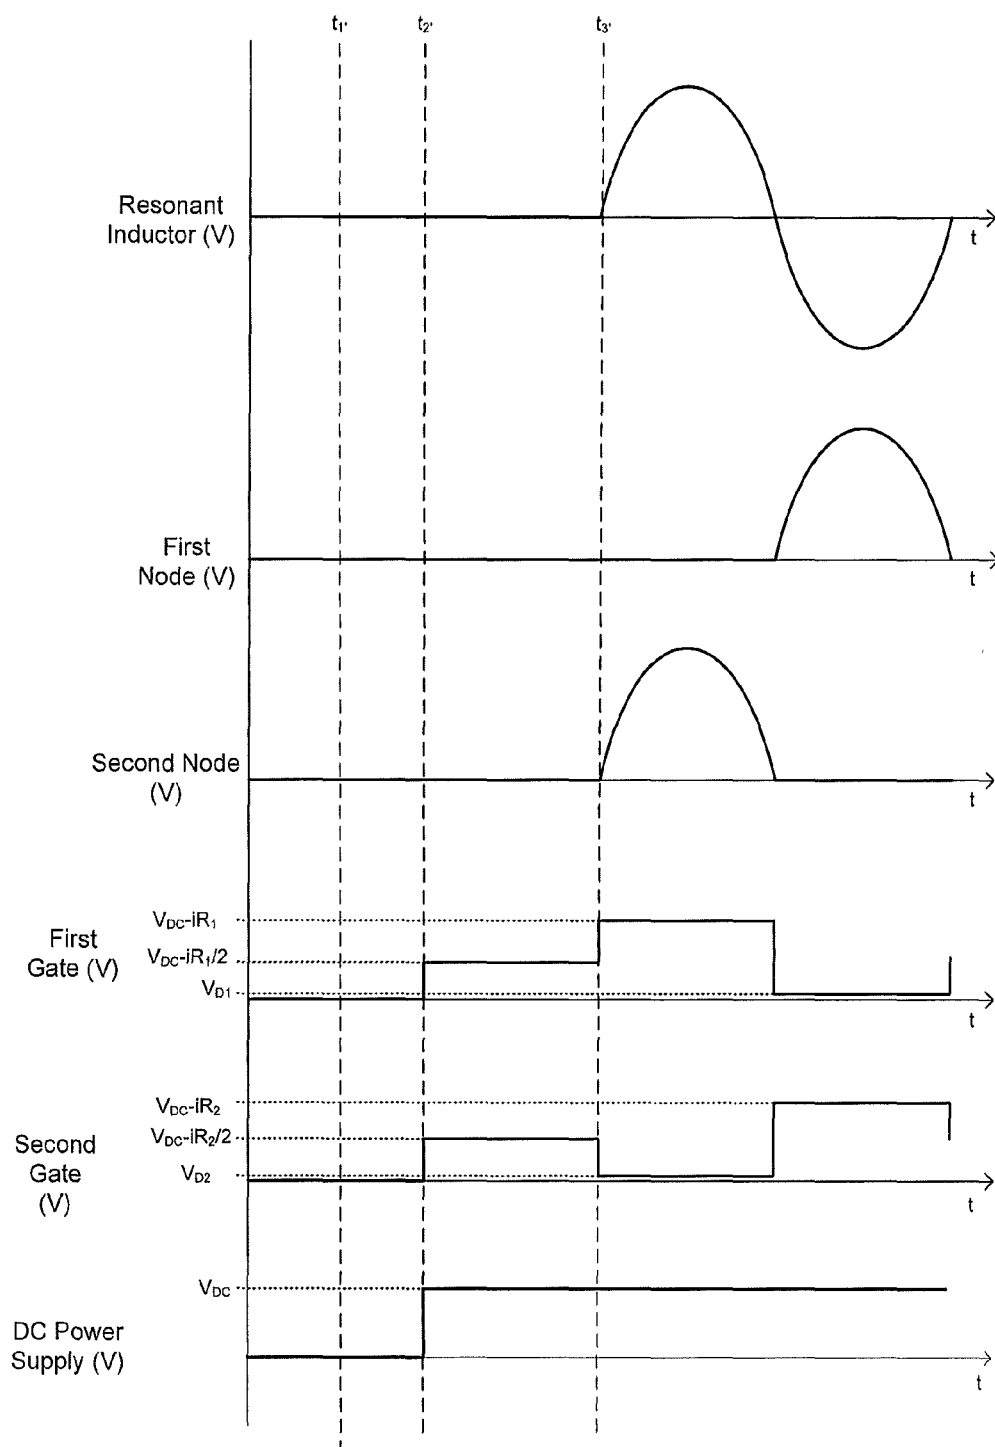 t1' t2' t3'
Resonant
Inductor (V)
t
First
Node (V)
t
Second Node
(V)
t
VDC-iR1
First
Gate (V)
VDC-iR1/2
VD1
t
VDC-iR2
Second
Gate
(V)
VDC-iR2/2
VD2
t
VDC
DC Power
Supply (V)
t